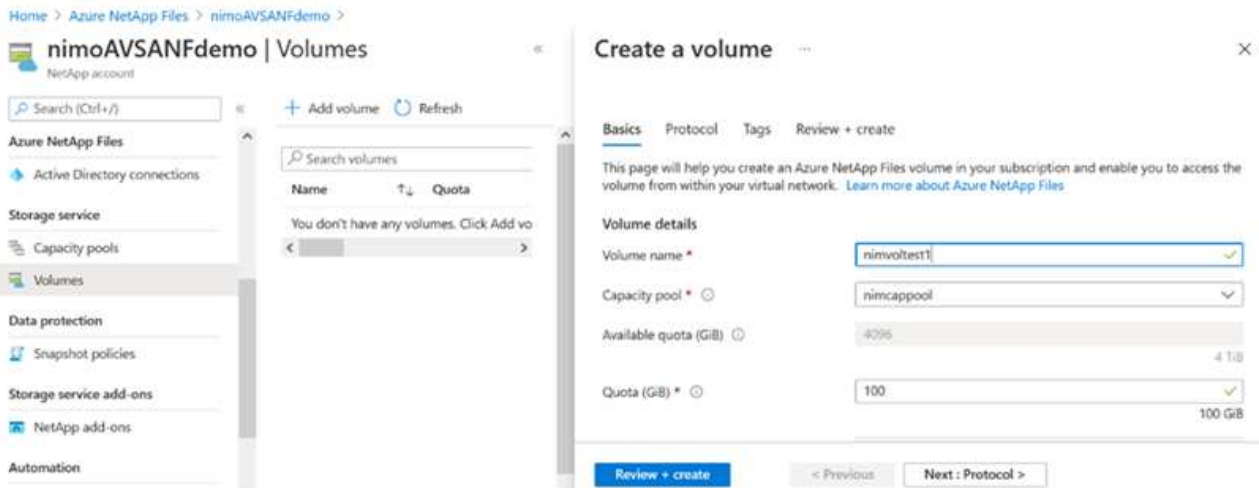 Home > Azure NetApp Files > nimoAVSANFdemo >
nimoAVSANFdemo | Volumes
NetApp account
Search (Ctrl+/)
Azure NetApp Files
Active Directory connections
Storage service
Capacity pools
Volumes
Data protection
Snapshot policies
Storage service add-ons
NetApp add-ons
Automation
+ Add volume Refresh
Search volumes
Name ↑↓ Quota
You don't have any volumes. Click Add vo
Create a volume ...
Basics Protocol Tags Review + create
This page will help you create an Azure NetApp Files volume in your subscription and enable you to access the
volume from within your virtual network. Learn more about Azure NetApp Files
Volume details
Volume name * nimvoltest1
Capacity pool * nimcappool
Available quota (GiB) 4096
4 TiB
Quota (GiB) * 100
100 GiB
Review + create < Previous Next : Protocol >